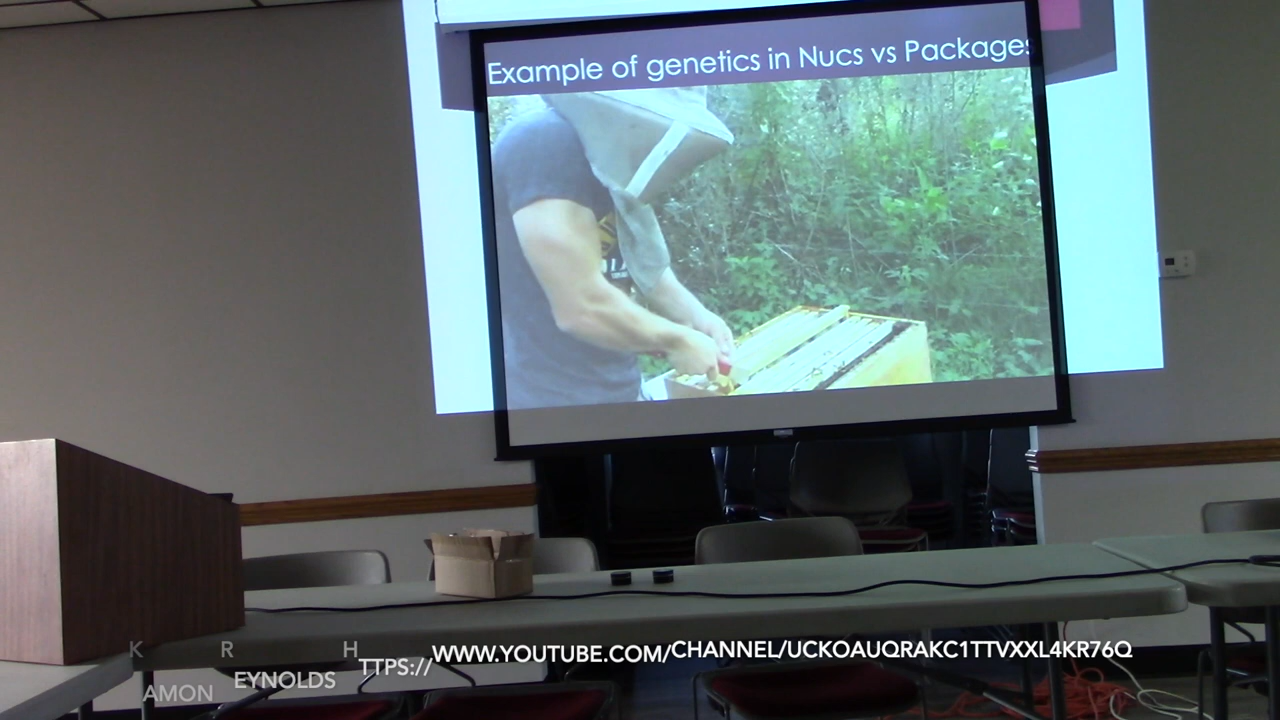 Example of genetics in Nucs vs Packages
K R H
WWW.YOUTUBE.COM/CHANNEL/UCKOAUQRAKC1TTVXXL4KR76Q
TTPS://
EYNOLDS
AMON